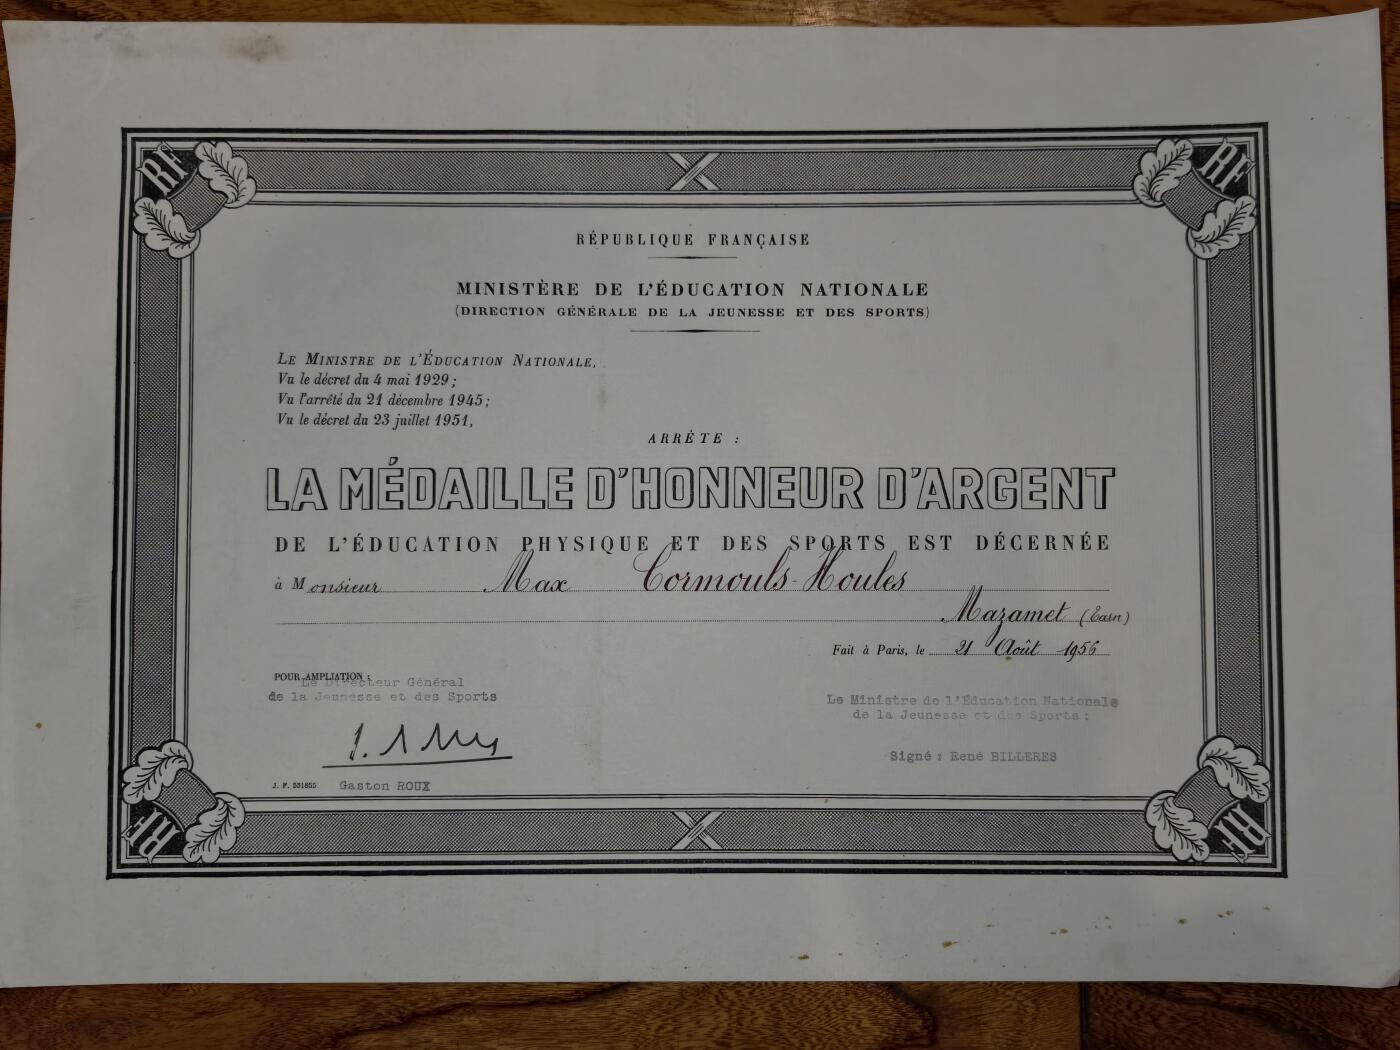 RF
RF
RÉPUBLIQUE FRANÇAISE
MINISTÈRE DE L'ÉDUCATION NATIONALE
(DIRECTION GÉNÉRALE DE LA JEUNESSE ET DES SPORTS)
LE MINISTRE DE L'ÉDUCATION NATIONALE,
Vu le décret du 4 mai 1929 ;
Vu l'arrêté du 21 décembre 1945 ;
Vu le décret du 23 juillet 1951,
ARRÊTE :
LA MÉDAILLE D'HONNEUR D'ARGENT
DE L'ÉDUCATION PHYSIQUE ET DES SPORTS EST DÉCERNÉE
à Monsieur Max Cormouls-Houles
Mazamet (Tarn)
Fait à Paris, le 21 Août 1956
POUR AMPLIATION :
Le Directeur Général
de la Jeunesse et des Sports
Le Ministre de l'Éducation Nationale
de la Jeunesse et des Sports :
Signé : René BILLERES
J. F. 531855
Gaston ROUX
RF
RF